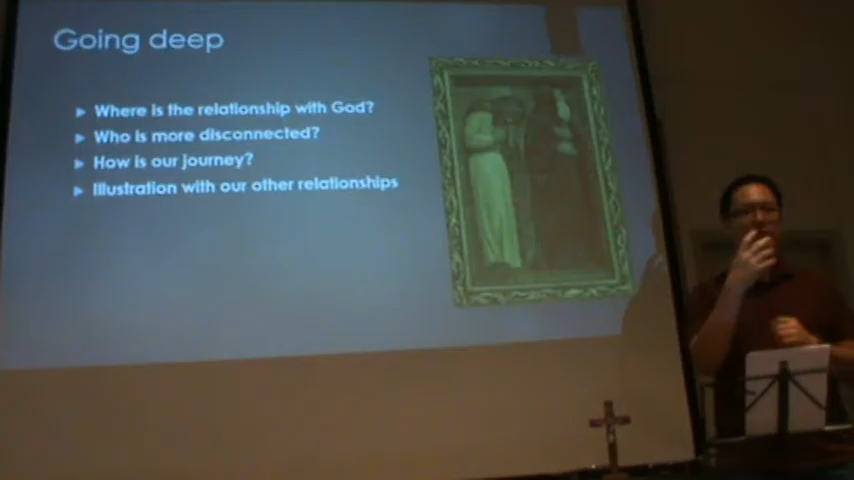 Going deep
Where is the relationship with God?
Who is more disconnected?
How is our journey?
Illustration with our other relationships